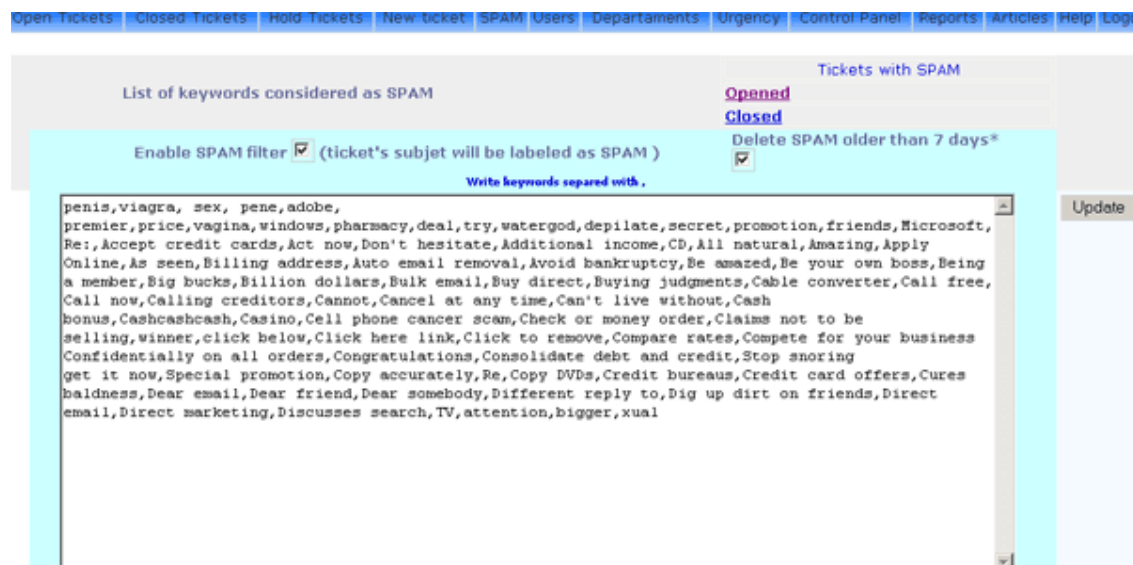 Open Tickets Closed Tickets Hold Tickets New ticket SPAM Users Departaments Urgency Control Panel Reports Articles Help
Tickets with SPAM
List of keywords considered as SPAM
Opened
Closed
Enable SPAM filter (ticket's subjet will be labeled as SPAM )
Delete SPAM older than 7 days*
Write keywords separed with ,
Update
penis,viagra, sex, pene,adobe,
premier,price,vagina,windows,pharmacy,deal,try,watergod,depilate,secret,promotion,friends,Microsoft,
Re:,Accept credit cards,Act now,Don't hesitate,Additional income,CD,All natural,Amazing,Apply
Online,As seen,Billing address,Auto email removal,Avoid bankruptcy,Be amazed,Be your own boss,Being
a member,Big bucks,Billion dollars,Bulk email,Buy direct,Buying judgments,Cable converter,Call free,
Call now,Calling creditors,Cannot,Cancel at any time,Can't live without,Cash
bonus,Cashcashcash,Casino,Cell phone cancer scam,Check or money order,Claims not to be
selling,winner,click below,Click here link,Click to remove,Compare rates,Compete for your business
Confidentially on all orders,Congratulations,Consolidate debt and credit,Stop snoring
get it now,Special promotion,Copy accurately,Re,Copy DVDs,Credit bureaus,Credit card offers,Cures
baldness,Dear email,Dear friend,Dear somebody,Different reply to,Dig up dirt on friends,Direct
email,Direct marketing,Discusses search,TV,attention,bigger,xual